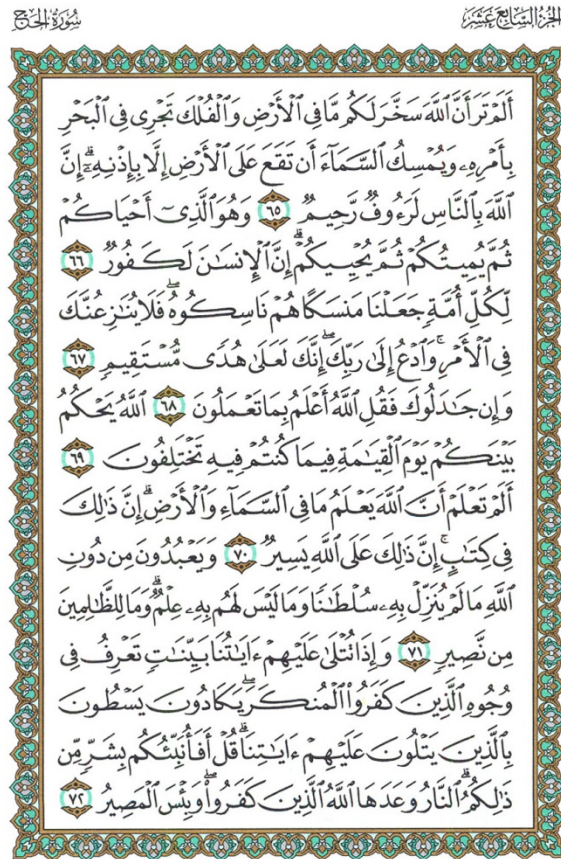 الجزء السابع عشر
سورة الحج
أَلَمْ تَرَ أَنَّ ٱللَّهَ سَخَّرَ لَكُم مَّا فِى ٱلْأَرْضِ وَٱلْفُلْكَ تَجْرِى فِى ٱلْبَحْرِ
بِأَمْرِهِۦ وَيُمْسِكُ ٱلسَّمَآءَ أَن تَقَعَ عَلَى ٱلْأَرْضِ إِلَّا بِإِذْنِهِۦٓ ۗ إِنَّ
ٱللَّهَ بِٱلنَّاسِ لَرَءُوفٌ رَّحِيمٌ ٦٥ وَهُوَ ٱلَّذِىٓ أَحْيَاكُمْ
ثُمَّ يُمِيتُكُمْ ثُمَّ يُحْيِيكُمْ ۗ إِنَّ ٱلْإِنسَـٰنَ لَكَفُورٌ ٦٦
لِّكُلِّ أُمَّةٍ جَعَلْنَا مَنسَكًا هُمْ نَاسِكُوهُ ۖ فَلَا يُنَـٰزِعُنَّكَ
فِى ٱلْأَمْرِ ۚ وَٱدْعُ إِلَىٰ رَبِّكَ ۖ إِنَّكَ لَعَلَىٰ هُدًى مُّسْتَقِيمٍ ٦٧
وَإِن جَـٰدَلُوكَ فَقُلِ ٱللَّهُ أَعْلَمُ بِمَا تَعْمَلُونَ ٦٨ ٱللَّهُ يَحْكُمُ
بَيْنَكُمْ يَوْمَ ٱلْقِيَـٰمَةِ فِيمَا كُنتُمْ فِيهِ تَخْتَلِفُونَ ٦٩
أَلَمْ تَعْلَمْ أَنَّ ٱللَّهَ يَعْلَمُ مَا فِى ٱلسَّمَآءِ وَٱلْأَرْضِ ۗ إِنَّ ذَٰلِكَ
فِى كِتَـٰبٍ ۚ إِنَّ ذَٰلِكَ عَلَى ٱللَّهِ يَسِيرٌ ٧٠ وَيَعْبُدُونَ مِن دُونِ
ٱللَّهِ مَا لَمْ يُنَزِّلْ بِهِۦ سُلْطَـٰنًا وَمَا لَيْسَ لَهُم بِهِۦ عِلْمٌ ۗ وَمَا لِلظَّـٰلِمِينَ
مِن نَّصِيرٍ ٧١ وَإِذَا تُتْلَىٰ عَلَيْهِمْ ءَايَـٰتُنَا بَيِّنَـٰتٍ تَعْرِفُ فِى
وُجُوهِ ٱلَّذِينَ كَفَرُوا۟ ٱلْمُنكَرَ ۖ يَكَادُونَ يَسْطُونَ
بِٱلَّذِينَ يَتْلُونَ عَلَيْهِمْ ءَايَـٰتِنَا ۗ قُلْ أَفَأُنَبِّئُكُم بِشَرٍّ مِّن
ذَٰلِكُمُ ۗ ٱلنَّارُ وَعَدَهَا ٱللَّهُ ٱلَّذِينَ كَفَرُوا۟ ۖ وَبِئْسَ ٱلْمَصِيرُ ٧٢